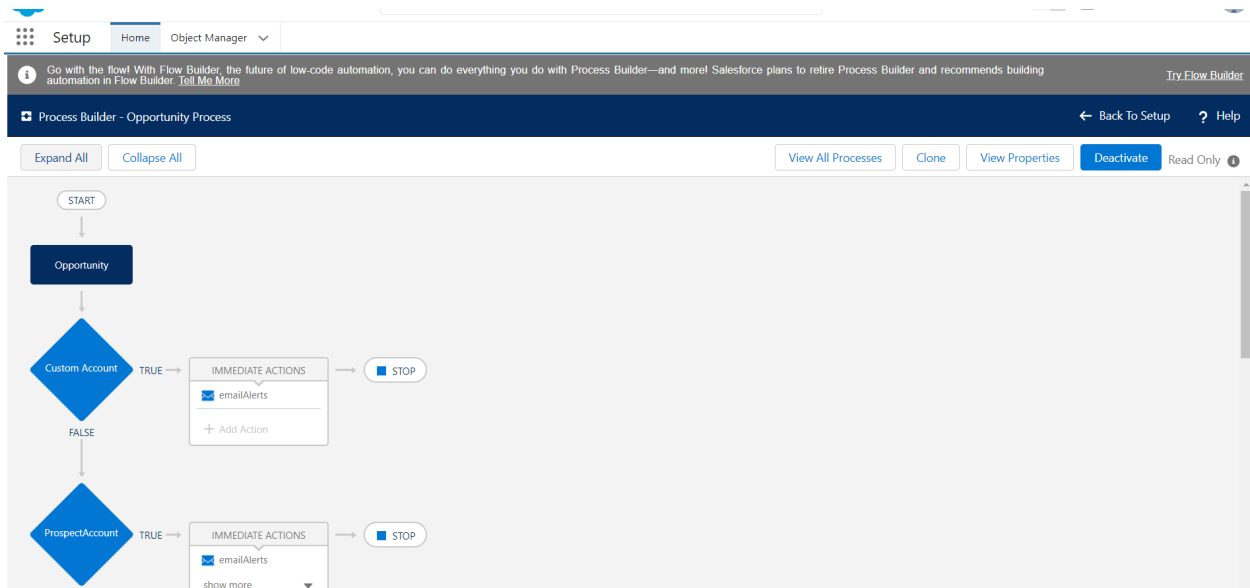 Setup
Home
Object Manager
Go with the flow! With Flow Builder, the future of low-code automation, you can do everything you do with Process Builder—and more! Salesforce plans to retire Process Builder and recommends building
automation in Flow Builder. Tell Me More
Try Flow Builder
Process Builder - Opportunity Process
Back To Setup
? Help
Expand All
Collapse All
View All Processes
Clone
View Properties
Deactivate
Read Only
START
Opportunity
Custom Account
TRUE
IMMEDIATE ACTIONS
STOP
emailAlerts
+ Add Action
FALSE
ProspectAccount
TRUE
IMMEDIATE ACTIONS
STOP
emailAlerts
show more